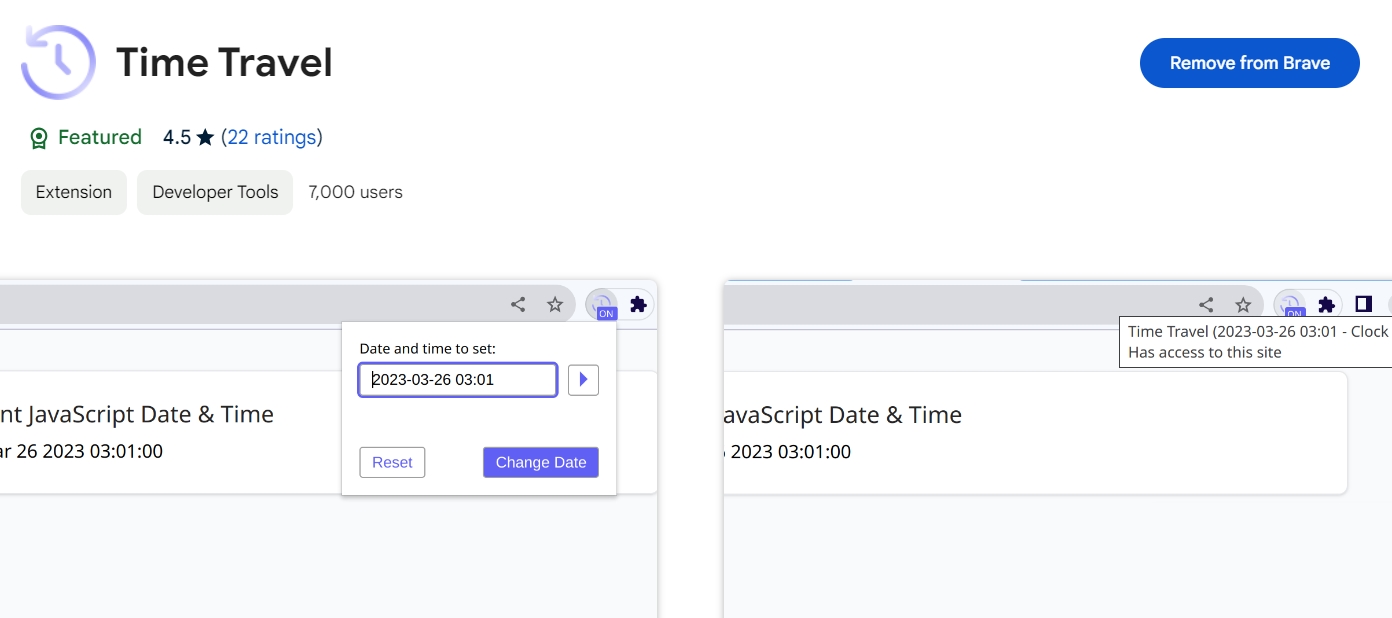 Time Travel
Remove from Brave
Featured 4.5 ★ (22 ratings)
Extension Developer Tools 7,000 users
ON
Date and time to set:
2023-03-26 03:01
nt JavaScript Date & Time
ar 26 2023 03:01:00
Reset Change Date
ON
Time Travel (2023-03-26 03:01 - Clock
Has access to this site
avaScript Date & Time
2023 03:01:00